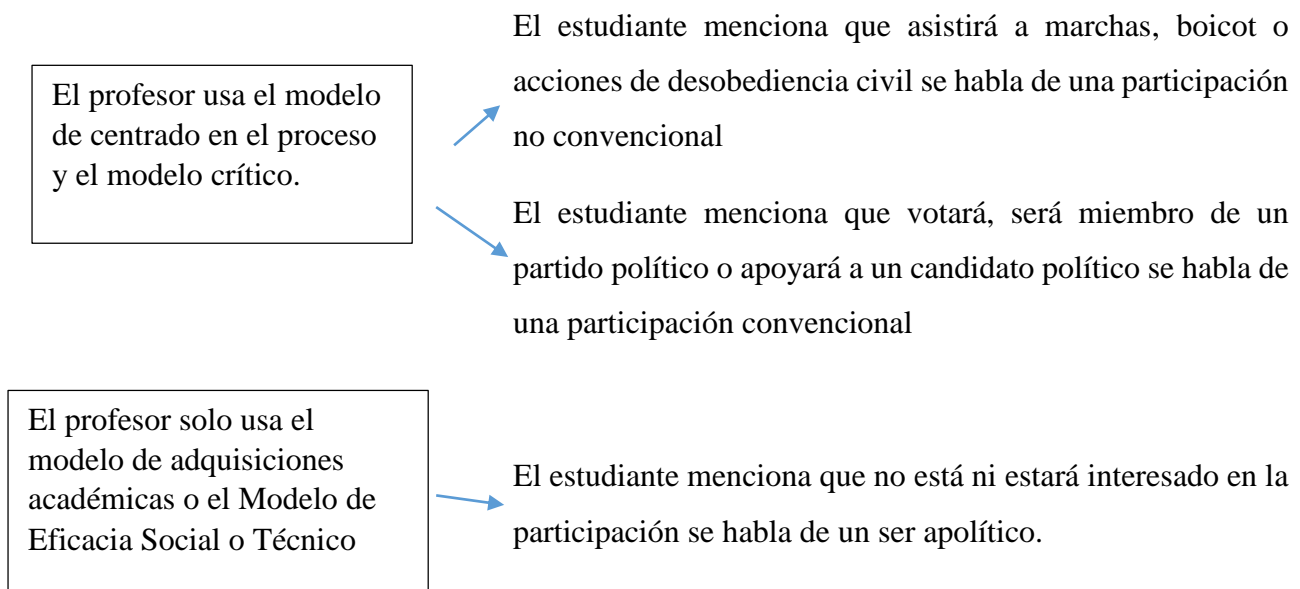 El profesor usa el modelo
de centrado en el proceso
y el modelo crítico.
El estudiante menciona que asistirá a marchas, boicot o
acciones de desobediencia civil se habla de una participación
no convencional
El estudiante menciona que votará, será miembro de un
partido político o apoyará a un candidato político se habla de
una participación convencional
El profesor solo usa el
modelo de adquisiciones
académicas o el Modelo de
Eficacia Social o Técnico
El estudiante menciona que no está ni estará interesado en la
participación se habla de un ser apolítico.